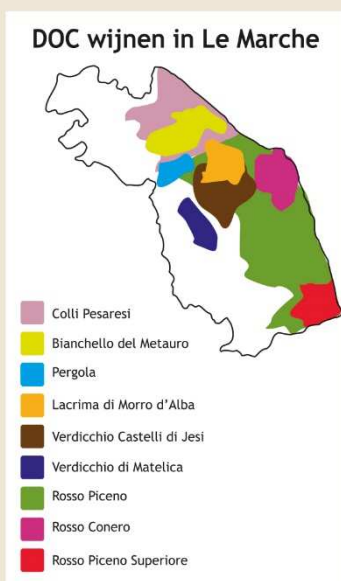 DOC wijnen in Le Marche
Colli Pesaresi
Bianchello del Metauro
Pergola
Lacrima di Morro d'Alba
Verdicchio Castelli di Jesi
Verdicchio di Matelica
Rosso Piceno
Rosso Conero
Rosso Piceno Superiore